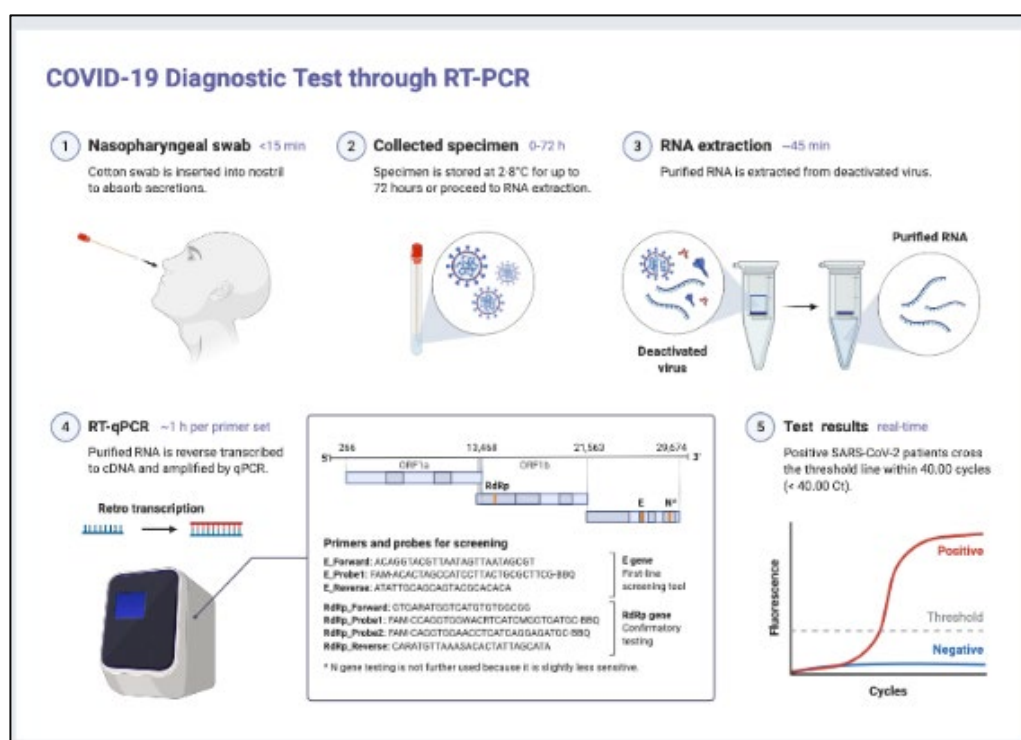 COVID-19 Diagnostic Test through RT-PCR
1 Nasopharyngeal swab <15 min
Cotton swab is inserted into nostril
to absorb secretions.
2 Collected specimen 0-72 h
Specimen is stored at 2-8°C for up to
72 hours or proceed to RNA extraction.
3 RNA extraction ~45 min
Purified RNA is extracted from deactivated virus.
Purified RNA
Deactivated
virus
4 RT-qPCR ~1 h per primer set
Purified RNA is reverse transcribed
to cDNA and amplified by qPCR.
Retro transcription
266 13,468 21,563 29,674
5' 3'
ORF1a ORF1b
RdRp
E N*
Primers and probes for screening
E_Forward: ACAGGTACGTTAATAGTTAATAGCGT
E_Probe1: FAM-ACACTAGCCATCCTTACTGCGCTTCG-BBQ
E_Reverse: ATATTGCAGCAGTACGCACACA
E gene
First-line
screening tool
RdRp_Forward: GTGARATGGTCATGTGTGGCGG
RdRp_Probe1: FAM-CCAGGTGGWACRTCATCMGGTGATGC-BBQ
RdRp_Probe2: FAM-CAGGTGGAACCTCATCAGGAGATGC-BBQ
RdRp_Reverse: CARATGTTAAASACACTATTAGCATA
RdRp gene
Confirmatory
testing
* N gene testing is not further used because it is slightly less sensitive.
5 Test results real-time
Positive SARS-CoV-2 patients cross
the threshold line within 40.00 cycles
(< 40.00 Ct).
Fluorescence
Positive
Threshold
Negative
Cycles